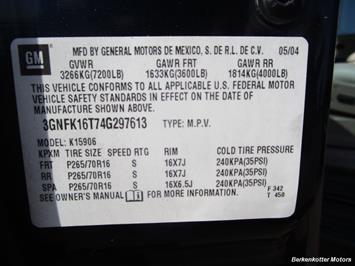 GM
MFD BY GENERAL MOTORS DE MEXICO, S. DE R.L. DE C.V. 05/04
GVWR GAWR FRT GAWR RR
3266KG(7200LB) 1633KG(3600LB) 1814KG(4000LB)
THIS VEHICLE CONFORMS TO ALL APPLICABLE U.S. FEDERAL MOTOR
VEHICLE SAFETY STANDARDS IN EFFECT ON THE DATE OF
MANUFACTURE SHOWN ABOVE.
3GNFK16T74G297613 TYPE: M.P.V.
MODEL: K15906
KPXM TIRE SIZE SPEED RTG RIM COLD TIRE PRESSURE
FRT P265/70R16 S 16X7J 240KPA(35PSI)
RR P265/70R16 S 16X7J 240KPA(35PSI)
SPA P265/70R16 S 16X6.5J 240KPA(35PSI)
SEE OWNER'S MANUAL FOR MORE INFORMATION.
F 342
T 458
Berkenkotter Motors